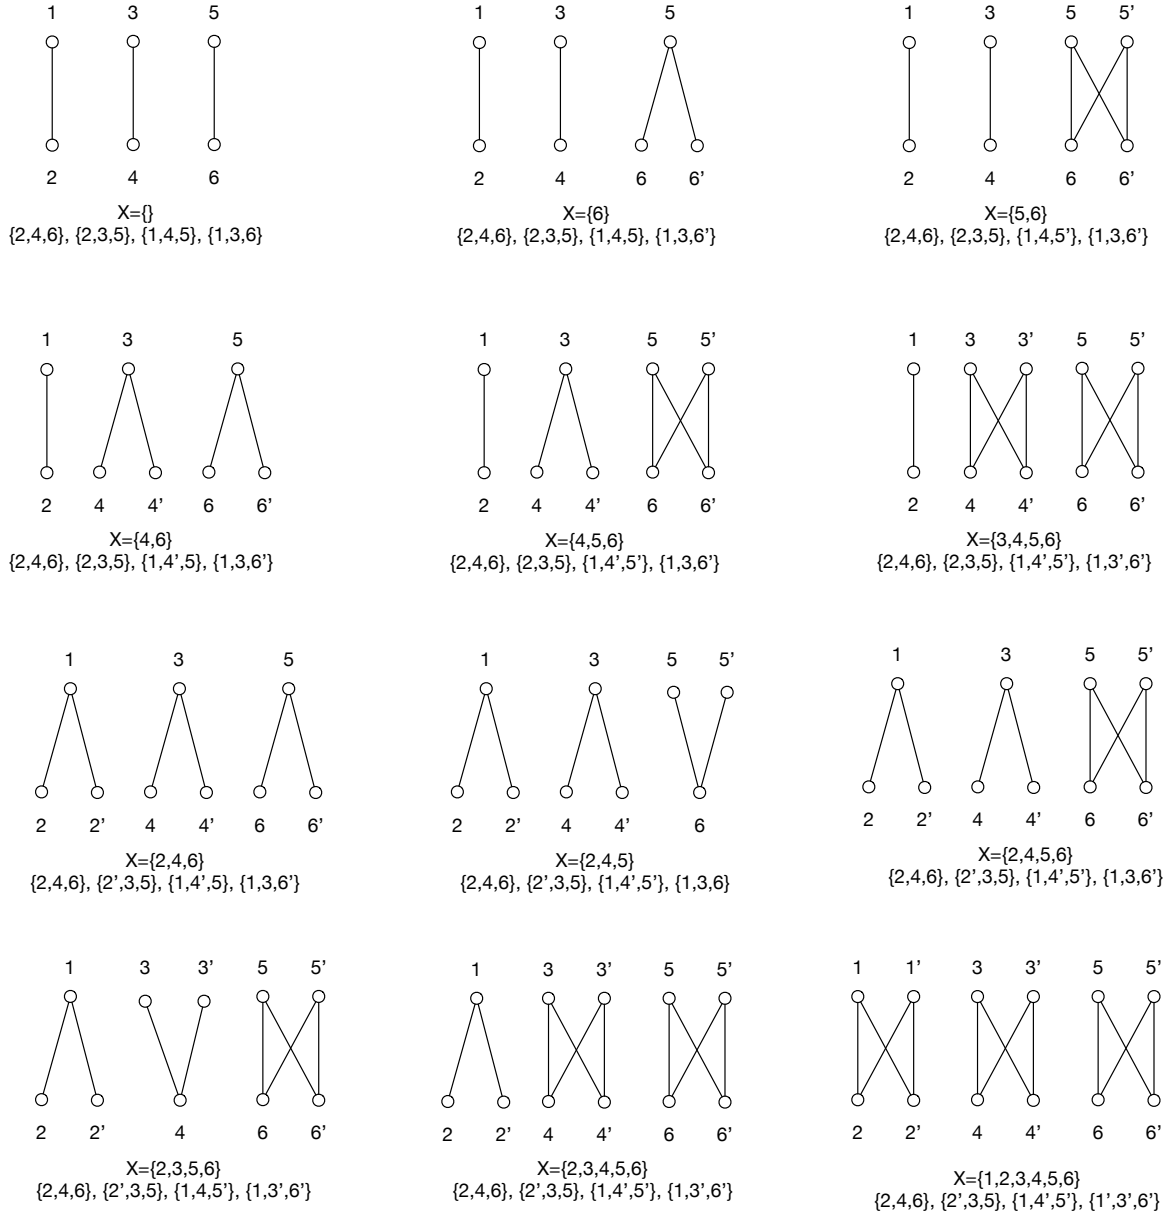 1 3 5
2 4 6
X={}
{2,4,6}, {2,3,5}, {1,4,5}, {1,3,6}
1 3 5
2 4 6 6'
X={6}
{2,4,6}, {2,3,5}, {1,4,5}, {1,3,6'}
1 3 5 5'
2 4 6 6'
X={5,6}
{2,4,6}, {2,3,5}, {1,4,5'}, {1,3,6'}
1 3 5
2 4 4' 6 6'
X={4,6}
{2,4,6}, {2,3,5}, {1,4',5}, {1,3,6'}
1 3 5 5'
2 4 4' 6 6'
X={4,5,6}
{2,4,6}, {2,3,5}, {1,4',5'}, {1,3,6'}
1 3 3' 5 5'
2 4 4' 6 6'
X={3,4,5,6}
{2,4,6}, {2,3,5}, {1,4',5'}, {1,3',6'}
1 3 5
2 2' 4 4' 6 6'
X={2,4,6}
{2,4,6}, {2',3,5}, {1,4',5}, {1,3,6'}
1 3 5 5'
2 2' 4 4' 6
X={2,4,5}
{2,4,6}, {2',3,5}, {1,4',5'}, {1,3,6}
1 3 5 5'
2 2' 4 4' 6 6'
X={2,4,5,6}
{2,4,6}, {2',3,5}, {1,4',5'}, {1,3,6'}
1 3 3' 5 5'
2 2' 4 6 6'
X={2,3,5,6}
{2,4,6}, {2',3,5}, {1,4,5'}, {1,3',6'}
1 3 3' 5 5'
2 2' 4 4' 6 6'
X={2,3,4,5,6}
{2,4,6}, {2',3,5}, {1,4',5'}, {1,3',6'}
1 1' 3 3' 5 5'
2 2' 4 4' 6 6'
X={1,2,3,4,5,6}
{2,4,6}, {2',3,5}, {1,4',5'}, {1',3',6'}